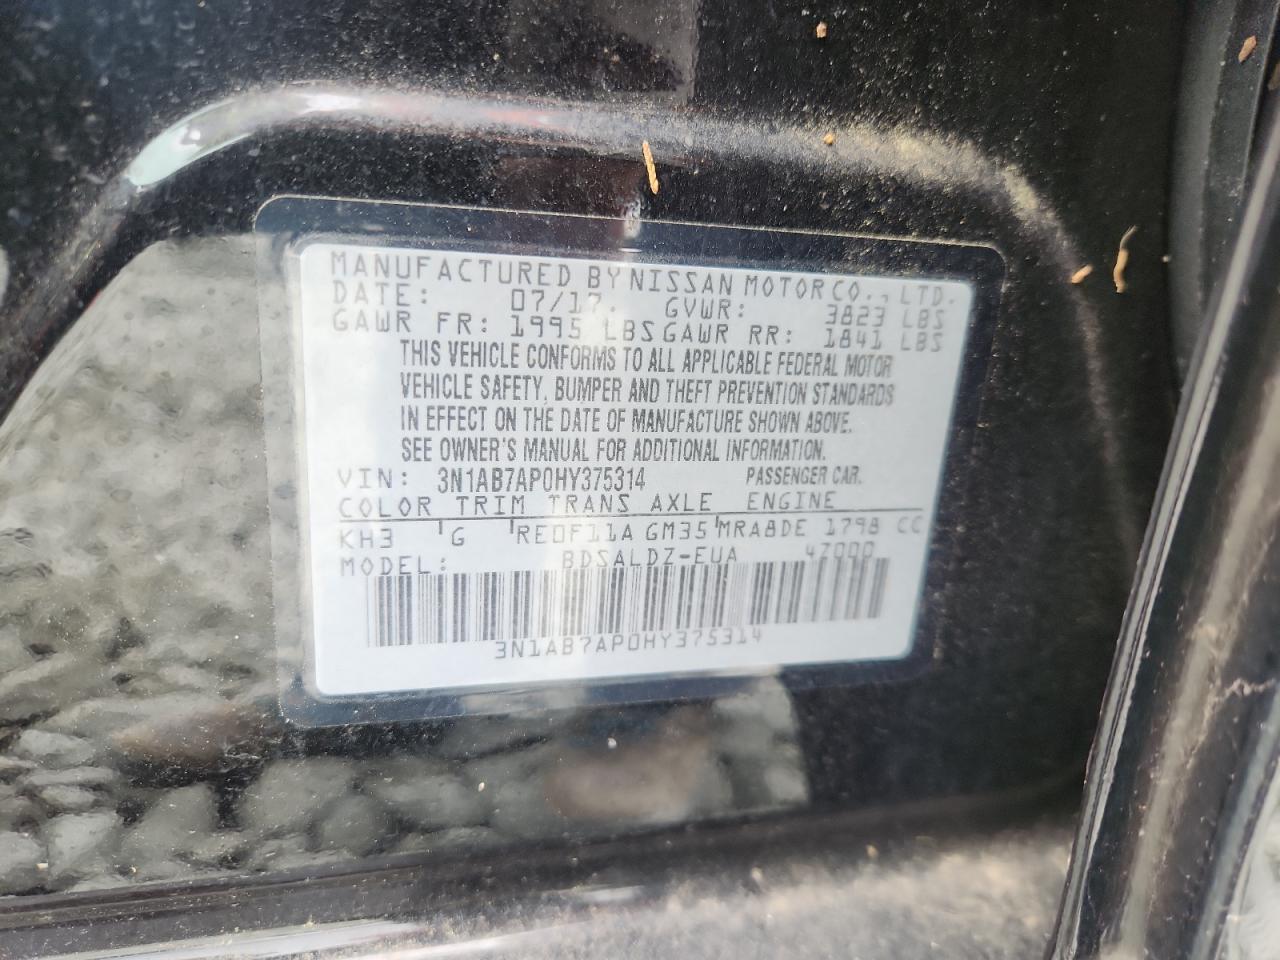 MANUFACTURED BY NISSAN MOTOR CO., LTD.
DATE: 07/17. GVWR: 3823 LBS
GAWR FR: 1995 LBS GAWR RR: 1841 LBS
THIS VEHICLE CONFORMS TO ALL APPLICABLE FEDERAL MOTOR
VEHICLE SAFETY, BUMPER AND THEFT PREVENTION STANDARDS
IN EFFECT ON THE DATE OF MANUFACTURE SHOWN ABOVE.
SEE OWNER'S MANUAL FOR ADDITIONAL INFORMATION.
VIN: 3N1AB7AP0HY375314 PASSENGER CAR.
COLOR TRIM TRANS AXLE ENGINE
KH3 G RE0F11A GM35 MRA8DE 1798 CC
MODEL: BDSALDZ-EUA 47000
3N1AB7AP0HY375314